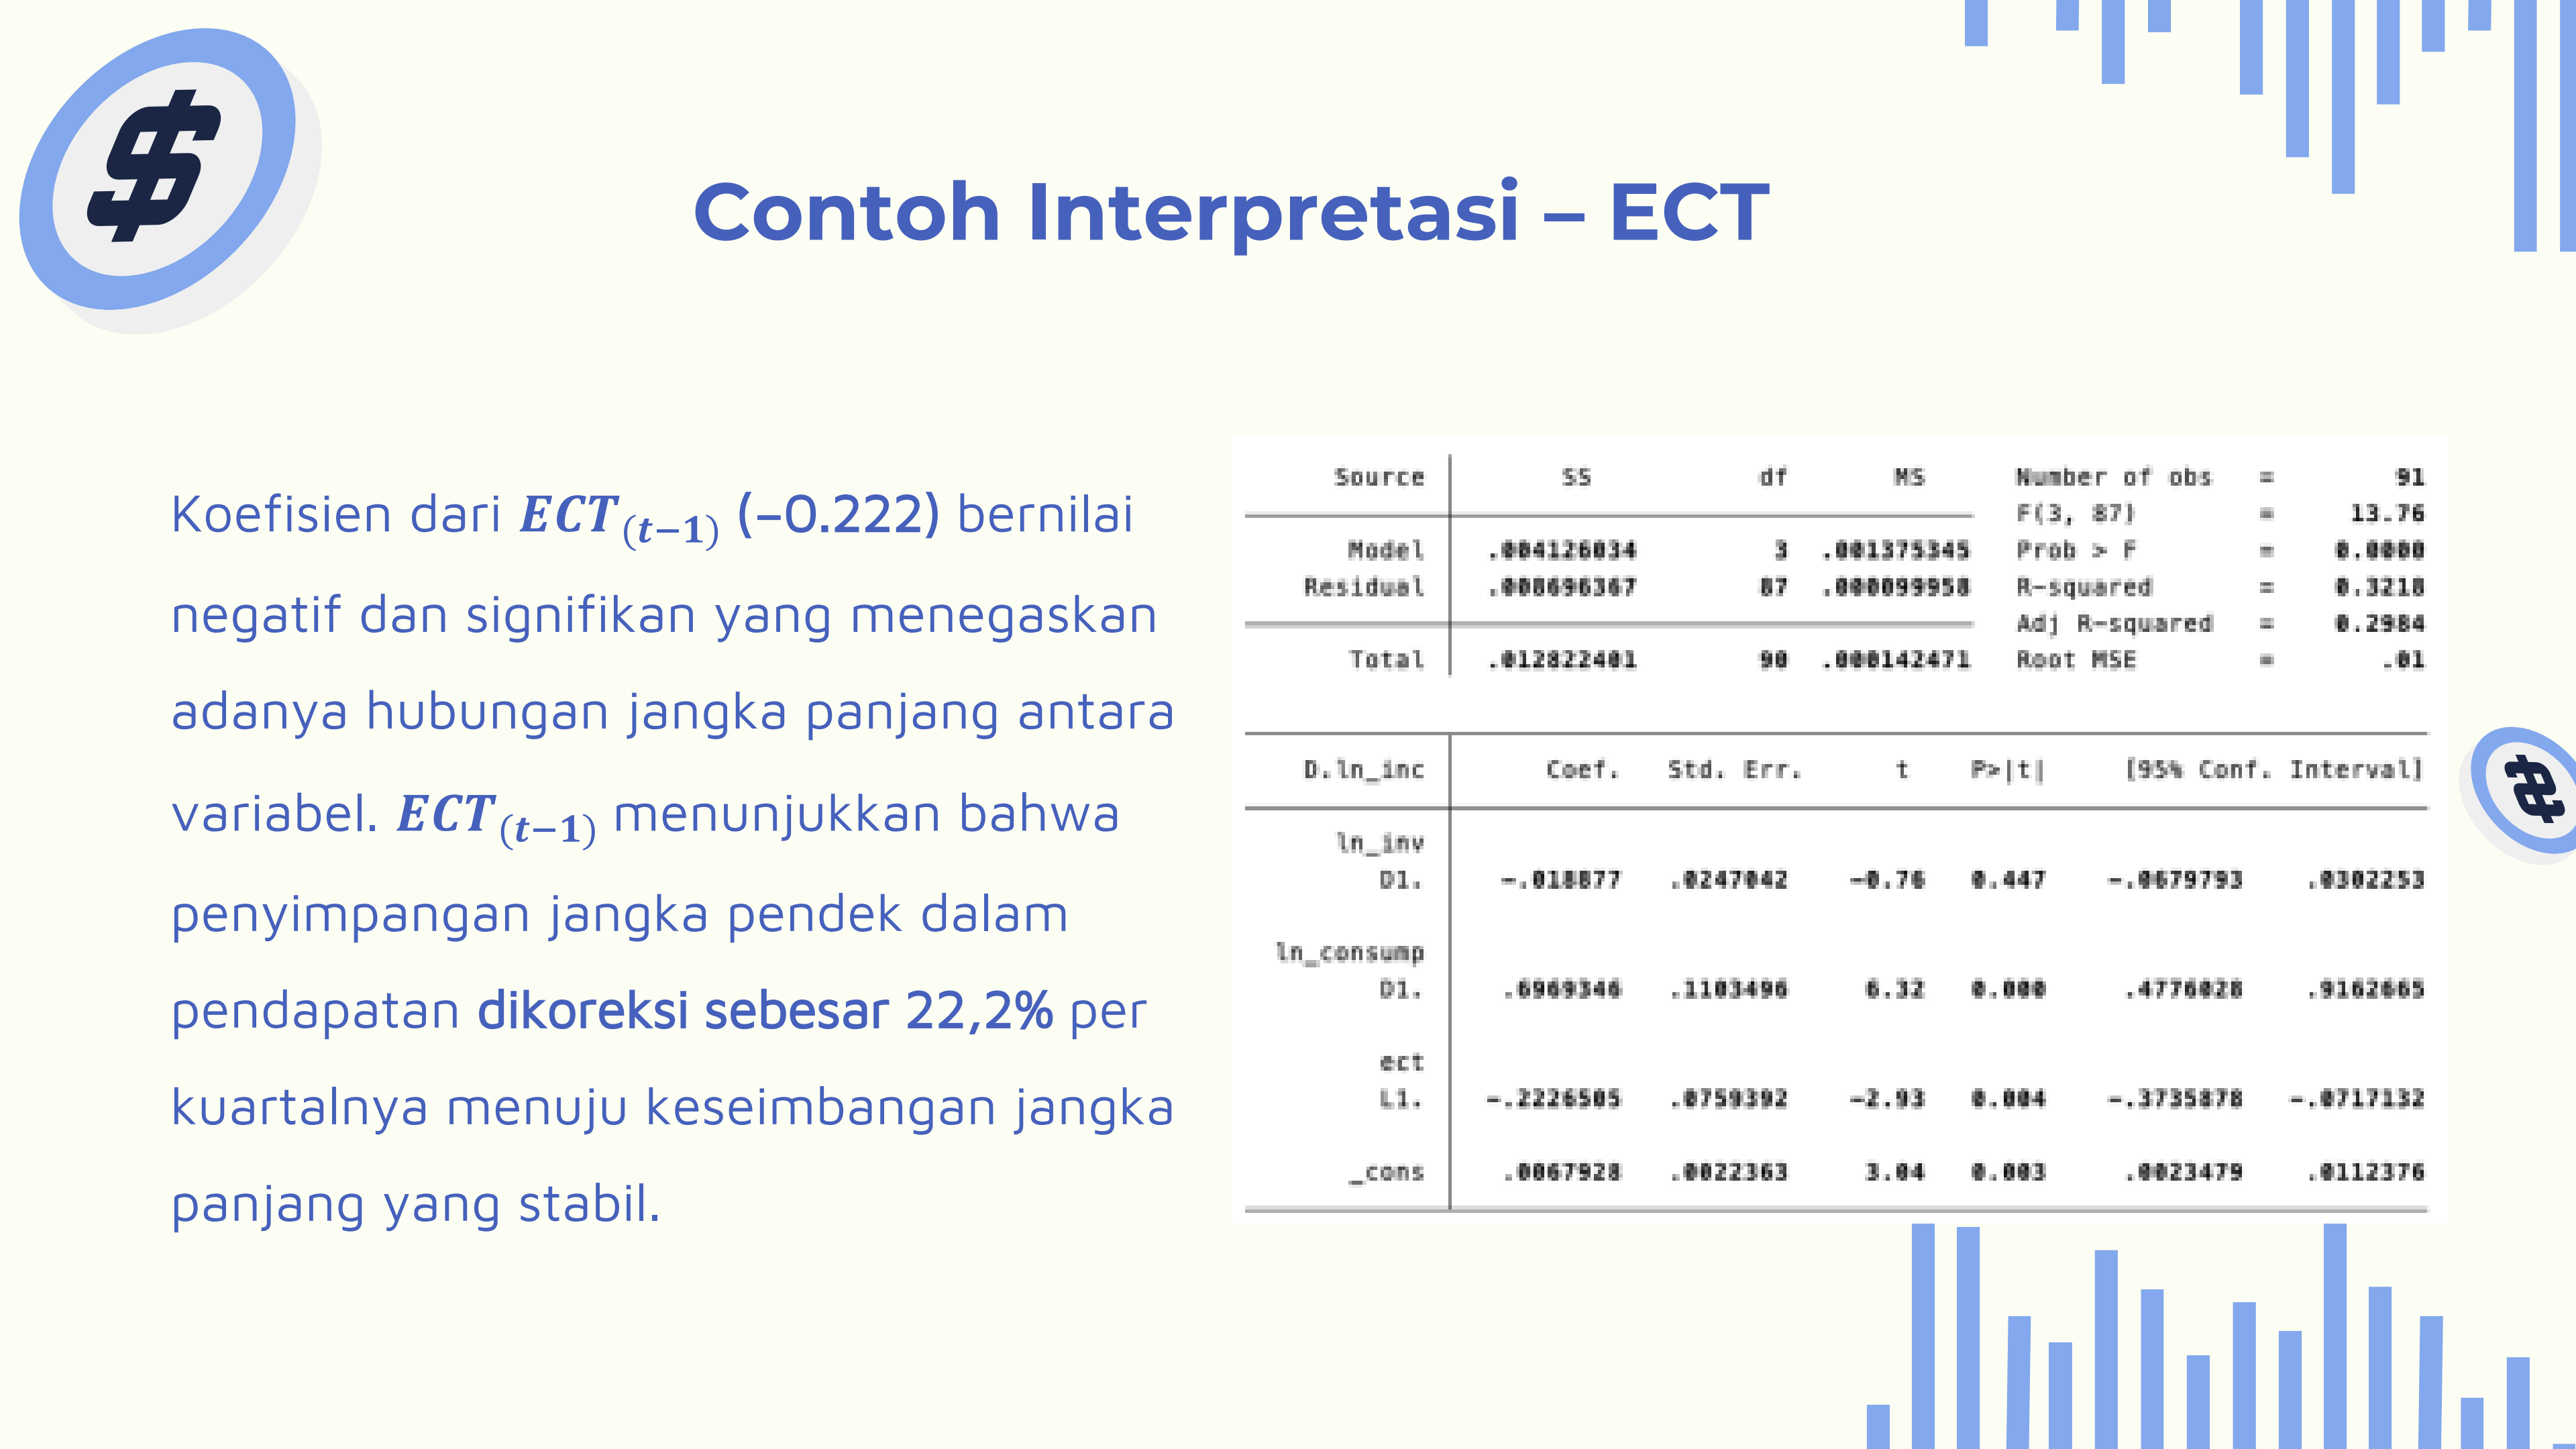 $
Contoh Interpretasi – ECT
Koefisien dari ECT(t−1) (-0.222) bernilai
negatif dan signifikan yang menegaskan
adanya hubungan jangka panjang antara
variabel. ECT(t−1) menunjukkan bahwa
penyimpangan jangka pendek dalam
pendapatan dikoreksi sebesar 22,2% per
kuartalnya menuju keseimbangan jangka
panjang yang stabil.
Source SS df MS Number of obs = 91
F(3, 87) = 13.76
Model .004126034 3 .001375345 Prob > F = 0.0000
Residual .008696367 87 .000099958 R-squared = 0.3218
Adj R-squared = 0.2984
Total .012822401 90 .000142471 Root MSE = .01
D.ln_inc Coef. Std. Err. t P>|t| [95% Conf. Interval]
ln_inv
D1. -.018877 .0247042 -0.76 0.447 -.0679793 .0302253
ln_consump
D1. .6969346 .1103496 6.32 0.000 .4776028 .9162665
ect
L1. -.2226505 .0759392 -2.93 0.004 -.3735878 -.0717132
_cons .0067928 .0022363 3.04 0.003 .0023479 .0112376
$